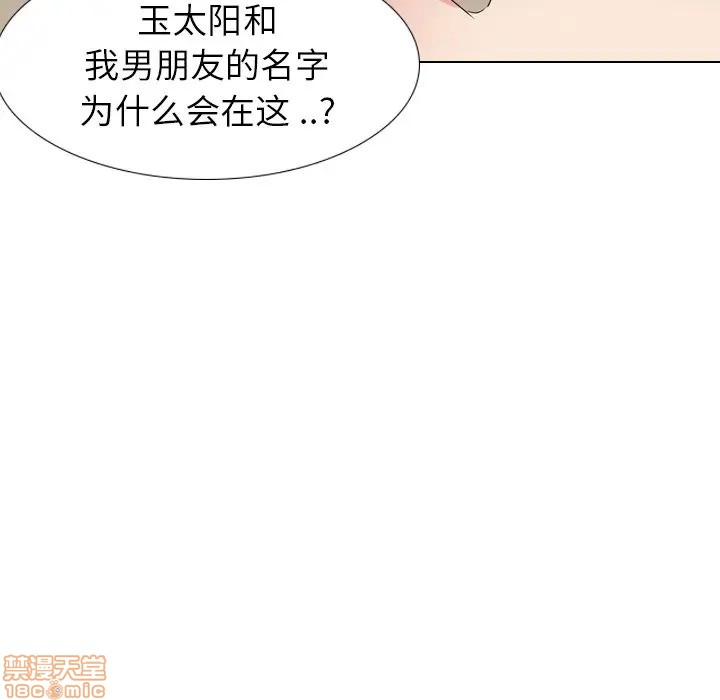 玉太阳和
我男朋友的名字
为什么会在这 ..?
禁漫天堂
18comic